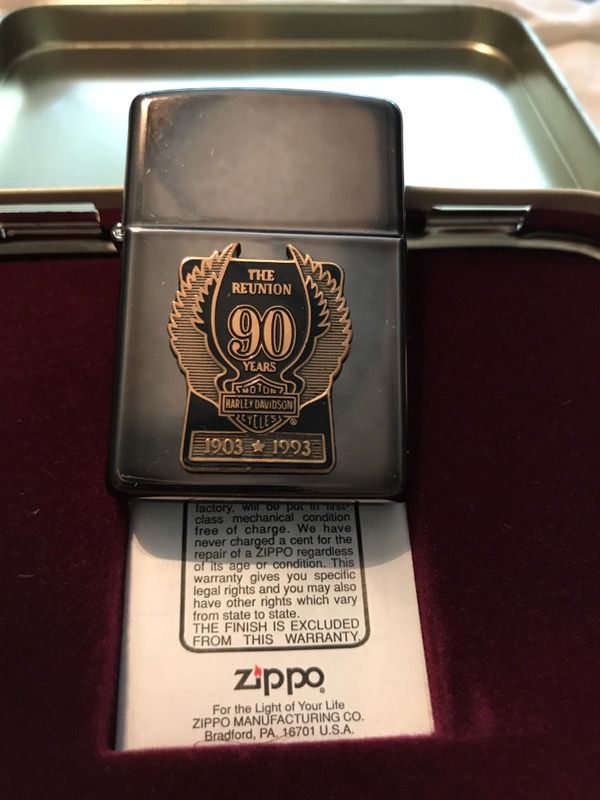 THE
REUNION
90
YEARS
MOTOR
HARLEY-DAVIDSON
CYCLES
®
1903 ★ 1993
factory, will be put in first-
class mechanical condition
free of charge. We have
never charged a cent for the
repair of a ZIPPO regardless
of its age or condition. This
warranty gives you specific
legal rights and you may also
have other rights which vary
from state to state.
THE FINISH IS EXCLUDED
FROM THIS WARRANTY.
zippo®
For the Light of Your Life
ZIPPO MANUFACTURING CO.
Bradford, PA. 16701 U.S.A.